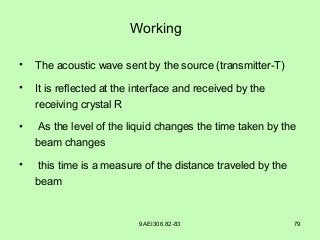 Working
• The acoustic wave sent by the source (transmitter-T)
• It is reflected at the interface and received by the
receiving crystal R
• As the level of the liquid changes the time taken by the
beam changes
• this time is a measure of the distance traveled by the
beam
9AEI306.82-83 79